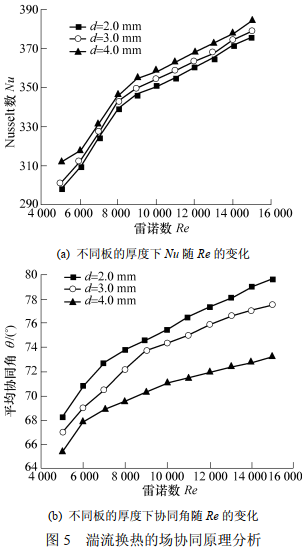 390
370
350
330
310
290
Nusselt数 Nu
d=2.0 mm
d=3.0 mm
d=4.0 mm
4 000 6 000 8 000 10 000 12 000 14 000 16 000
雷诺数 Re
(a) 不同板的厚度下 Nu 随 Re 的变化
80
78
76
74
72
70
68
66
64
平均协同角 θ/(°)
d=2.0 mm
d=3.0 mm
d=4.0 mm
4 000 6 000 8 000 10 000 12 000 14 000 16 000
雷诺数 Re
(b) 不同板的厚度下协同角随 Re 的变化
图 5 湍流换热的场协同原理分析